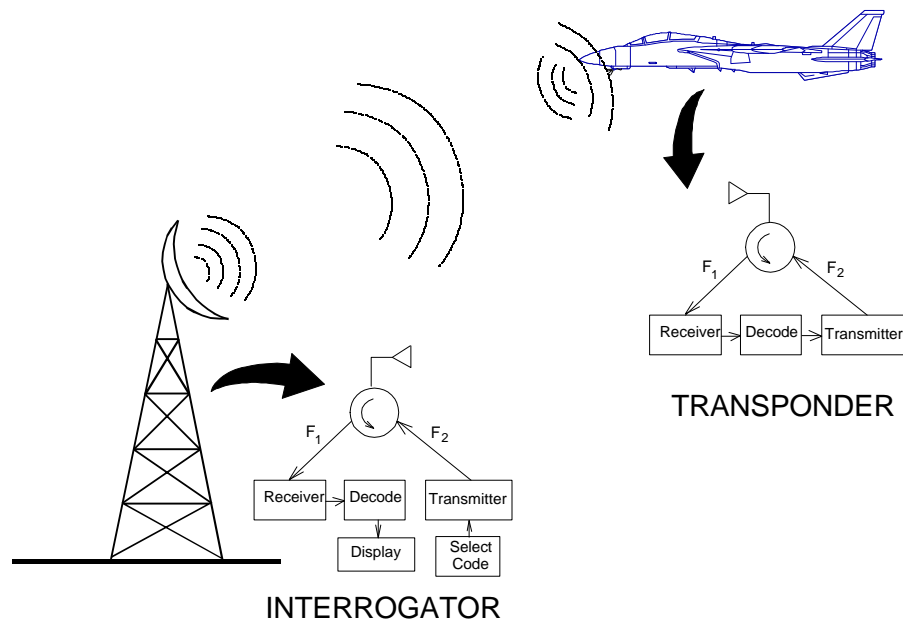 F1
F2
Receiver
Decode
Transmitter
TRANSPONDER
F1
F2
Receiver
Decode
Transmitter
Display
Select
Code
INTERROGATOR